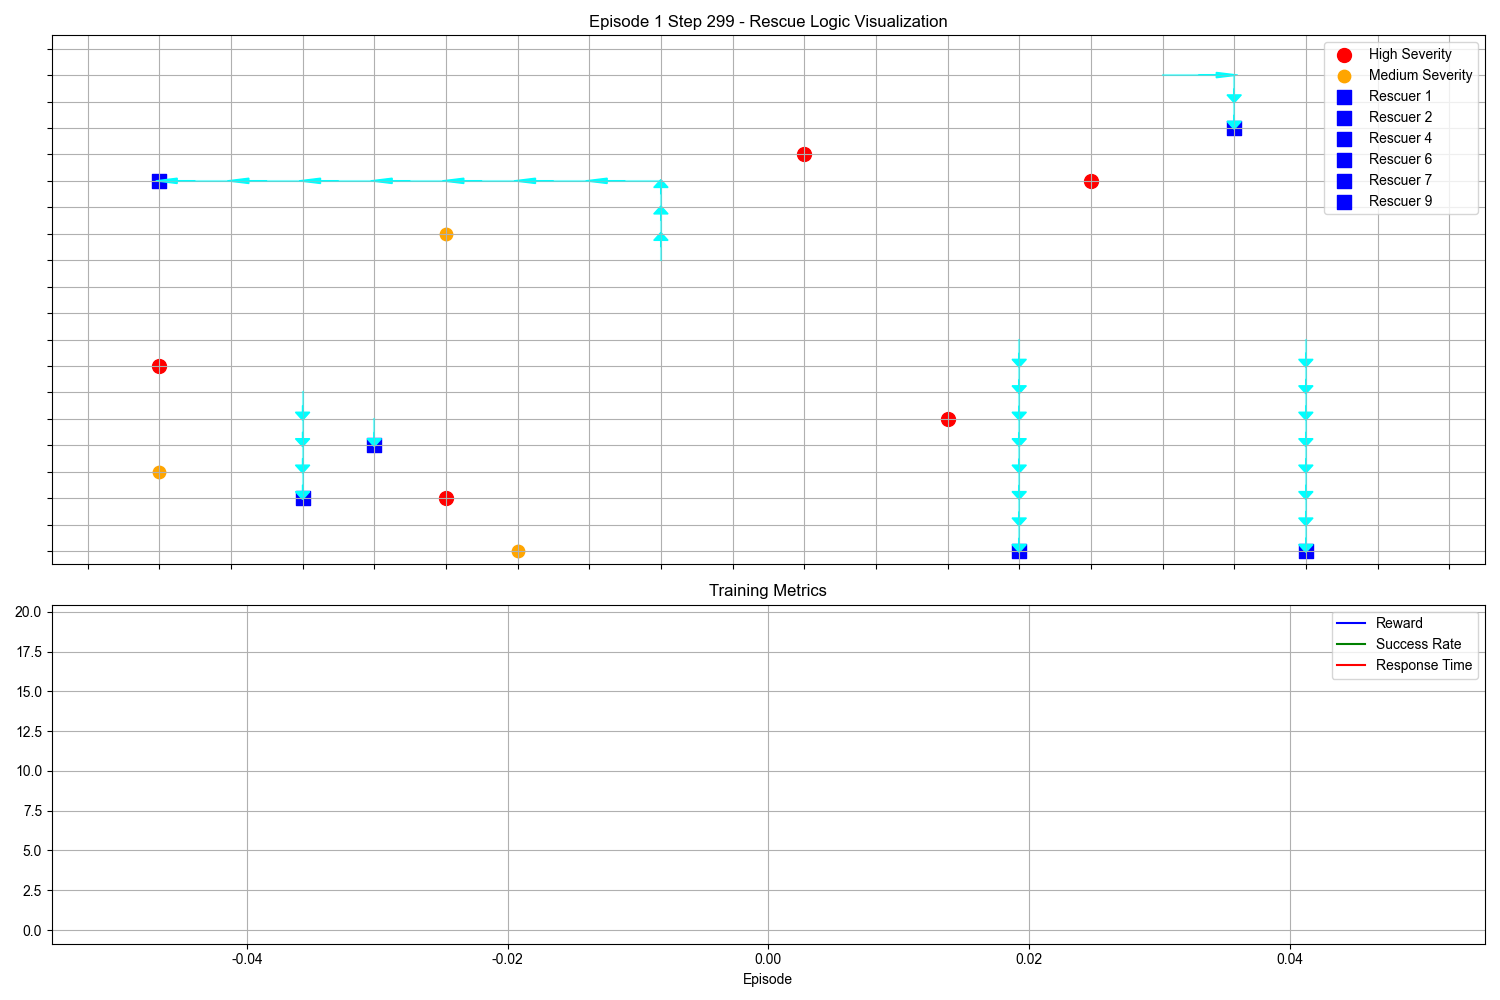 Episode 1 Step 299 - Rescue Logic Visualization
High Severity
Medium Severity
Rescuer 1
Rescuer 2
Rescuer 4
Rescuer 6
Rescuer 7
Rescuer 9
Training Metrics
20.0
17.5
15.0
12.5
10.0
7.5
5.0
2.5
0.0
Reward
Success Rate
Response Time
-0.04
-0.02
0.00
0.02
0.04
Episode